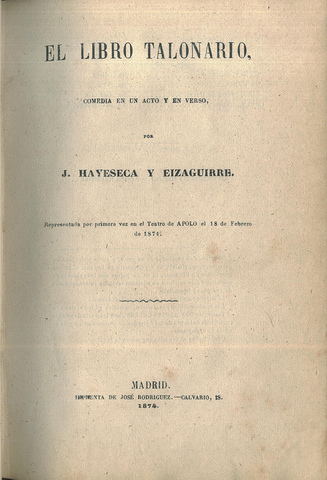 EL LIBRO TALONARIO,
COMEDIA EN UN ACTO Y EN VERSO,
POR
J. HAYESECA Y EIZAGUIRRE.
Representada por primera vez en el Teatro de APOLO el 18 de Febrero
de 1874.
MADRID.
IMPRENTA DE JOSÉ RODRIGUEZ.—CALVARIO, 18.
1874.